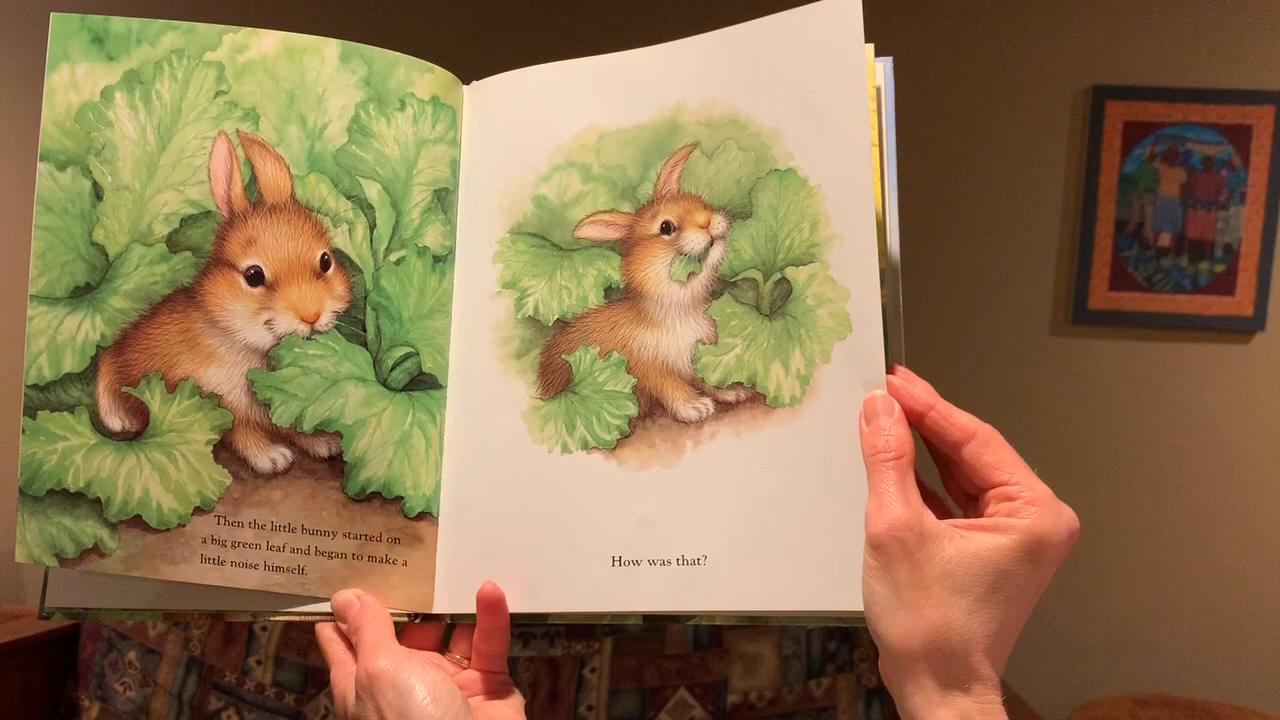 Then the little bunny started on
a big green leaf and began to make a
little noise himself.
How was that?